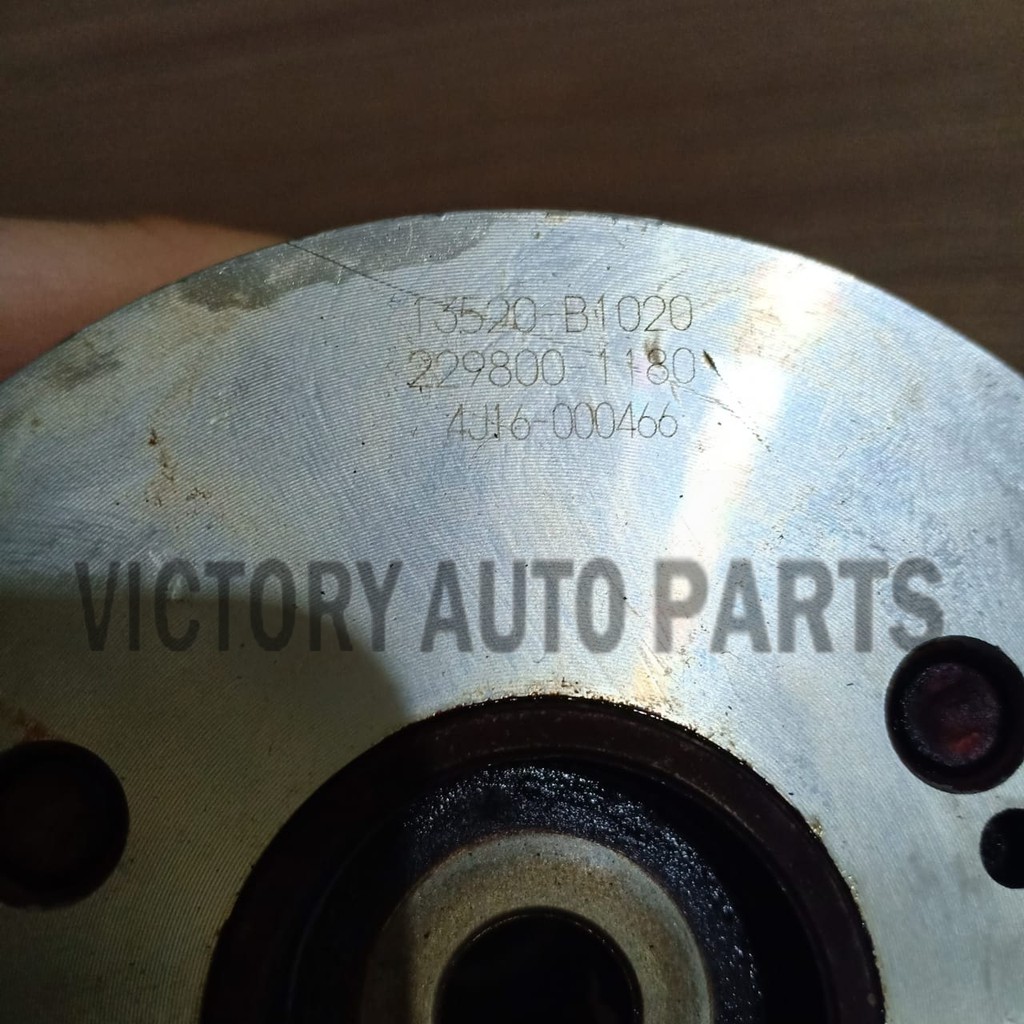 13520-B1020
229800-1180
4J16-000466
VICTORY AUTO PARTS